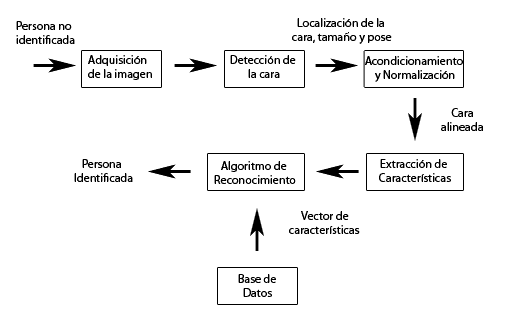 Persona no
identificada
Adquisición
de la imagen
Detección de
la cara
Localización de la
cara, tamaño y pose
Acondicionamiento
y Normalización
Cara
alineada
Extracción de
Características
Vector de
características
Algoritmo de
Reconocimiento
Persona
Identificada
Base de
Datos